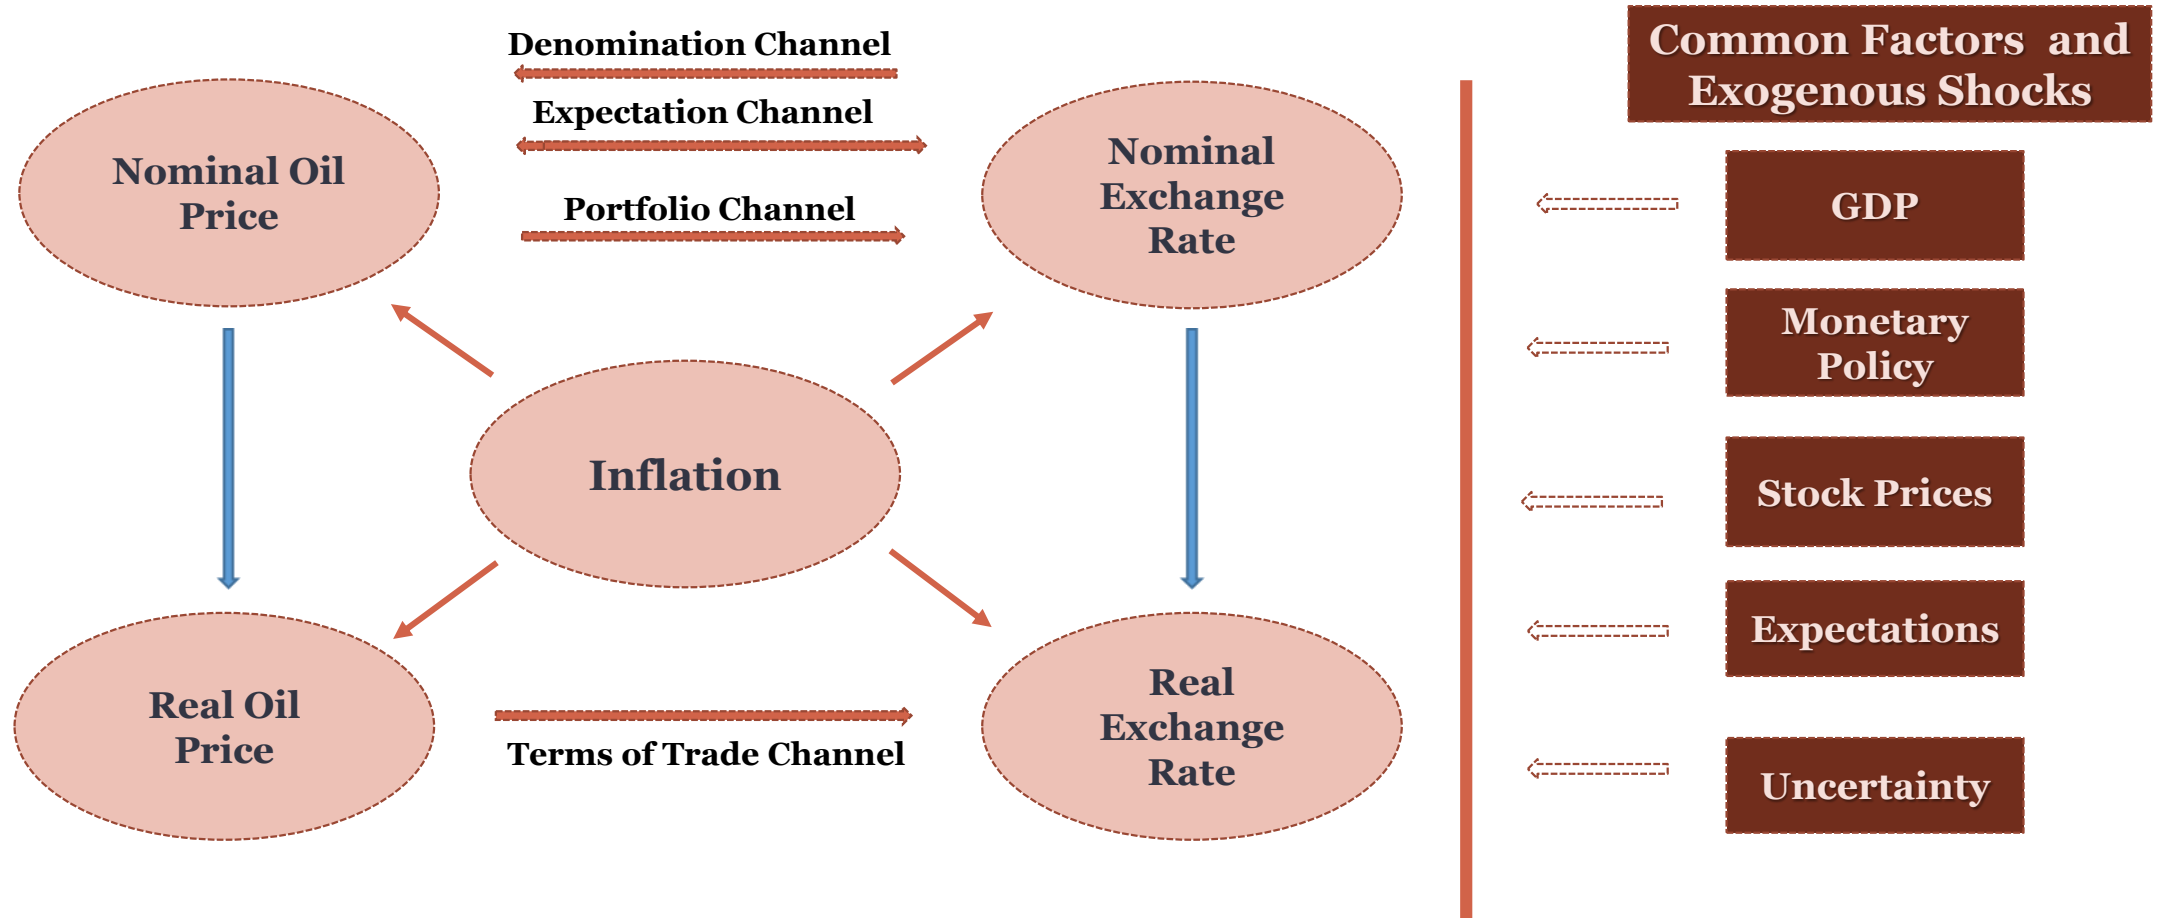 Denomination Channel
Expectation Channel
Portfolio Channel
Nominal Oil
Price
Nominal
Exchange
Rate
Inflation
Real Oil
Price
Real
Exchange
Rate
Terms of Trade Channel
Common Factors and
Exogenous Shocks
GDP
Monetary
Policy
Stock Prices
Expectations
Uncertainty